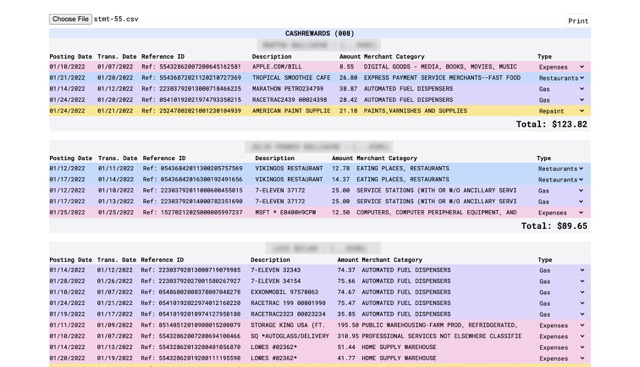 Choose File stmt-55.csv
Print
CASHREWARDS (008)
Posting Date Trans. Date Reference ID Description Amount Merchant Category Type
01/10/2022 01/07/2022 Ref: 55432862007200645162581 APPLE.COM/BILL 8.55 DIGITAL GOODS - MEDIA, BOOKS, MOVIES, MUSIC Expenses
01/21/2022 01/20/2022 Ref: 55436872021120210727369 TROPICAL SMOOTHIE CAFE 26.80 EXPRESS PAYMENT SERVICE MERCHANTS--FAST FOOD Restaurants
01/14/2022 01/12/2022 Ref: 22303792013000718466225 MARATHON PETRO234799 38.87 AUTOMATED FUEL DISPENSERS Gas
01/24/2022 01/21/2022 Ref: 05410192021974793350215 RACETRAC2439 00024398 28.42 AUTOMATED FUEL DISPENSERS Gas
01/24/2022 01/21/2022 Ref: 25247802021001230104939 AMERICAN PAINT SUPPLIE 21.18 PAINTS,VARNISHES AND SUPPLIES Repaint
Total: $123.82
Posting Date Trans. Date Reference ID Description Amount Merchant Category Type
01/12/2022 01/11/2022 Ref: 05436842011300205757569 VIKINGOS RESTAURANT 12.78 EATING PLACES, RESTAURANTS Restaurants
01/17/2022 01/14/2022 Ref: 05436842016300192491656 VIKINGOS RESTAURANT 14.37 EATING PLACES, RESTAURANTS Restaurants
01/12/2022 01/10/2022 Ref: 22303792011000600455015 7-ELEVEN 37172 25.00 SERVICE STATIONS (WITH OR W/O ANCILLARY SERVI Gas
01/17/2022 01/13/2022 Ref: 22303792014000782351690 7-ELEVEN 37172 25.00 SERVICE STATIONS (WITH OR W/O ANCILLARY SERVI Gas
01/25/2022 01/25/2022 Ref: 15270212025000005997237 MSFT * E0400H9CPW 12.50 COMPUTERS, COMPUTER PERIPHERAL EQUIPMENT, AND Expenses
Total: $89.65
Posting Date Trans. Date Reference ID Description Amount Merchant Category Type
01/14/2022 01/12/2022 Ref: 22303792013000719079985 7-ELEVEN 32343 74.37 AUTOMATED FUEL DISPENSERS Gas
01/28/2022 01/26/2022 Ref: 22303792027001580267927 7-ELEVEN 34154 75.66 AUTOMATED FUEL DISPENSERS Gas
01/10/2022 01/07/2022 Ref: 05486802008378007048278 EXXONMOBIL 97570063 74.67 AUTOMATED FUEL DISPENSERS Gas
01/24/2022 01/21/2022 Ref: 05410192022974012160220 RACETRAC 199 00001990 75.47 AUTOMATED FUEL DISPENSERS Gas
01/19/2022 01/17/2022 Ref: 05410192018974127950180 RACETRAC2323 00023234 35.85 AUTOMATED FUEL DISPENSERS Gas
01/11/2022 01/09/2022 Ref: 85140512010900015200079 STORAGE KING USA (FT. 195.50 PUBLIC WAREHOUSING-FARM PROD, REFRIDGERATED, Expenses
01/10/2022 01/07/2022 Ref: 55432862007200694100466 SQ *AUTOGLASS/DELIVERY 310.95 PROFESSIONAL SERVICES NOT ELSEWHERE CLASSIFIE Expenses
01/14/2022 01/13/2022 Ref: 55432862013200481056870 LOWES #02362* 51.44 HOME SUPPLY WAREHOUSE Expenses
01/20/2022 01/19/2022 Ref: 55432862019200111195590 LOWES #02362* 41.77 HOME SUPPLY WAREHOUSE Expenses